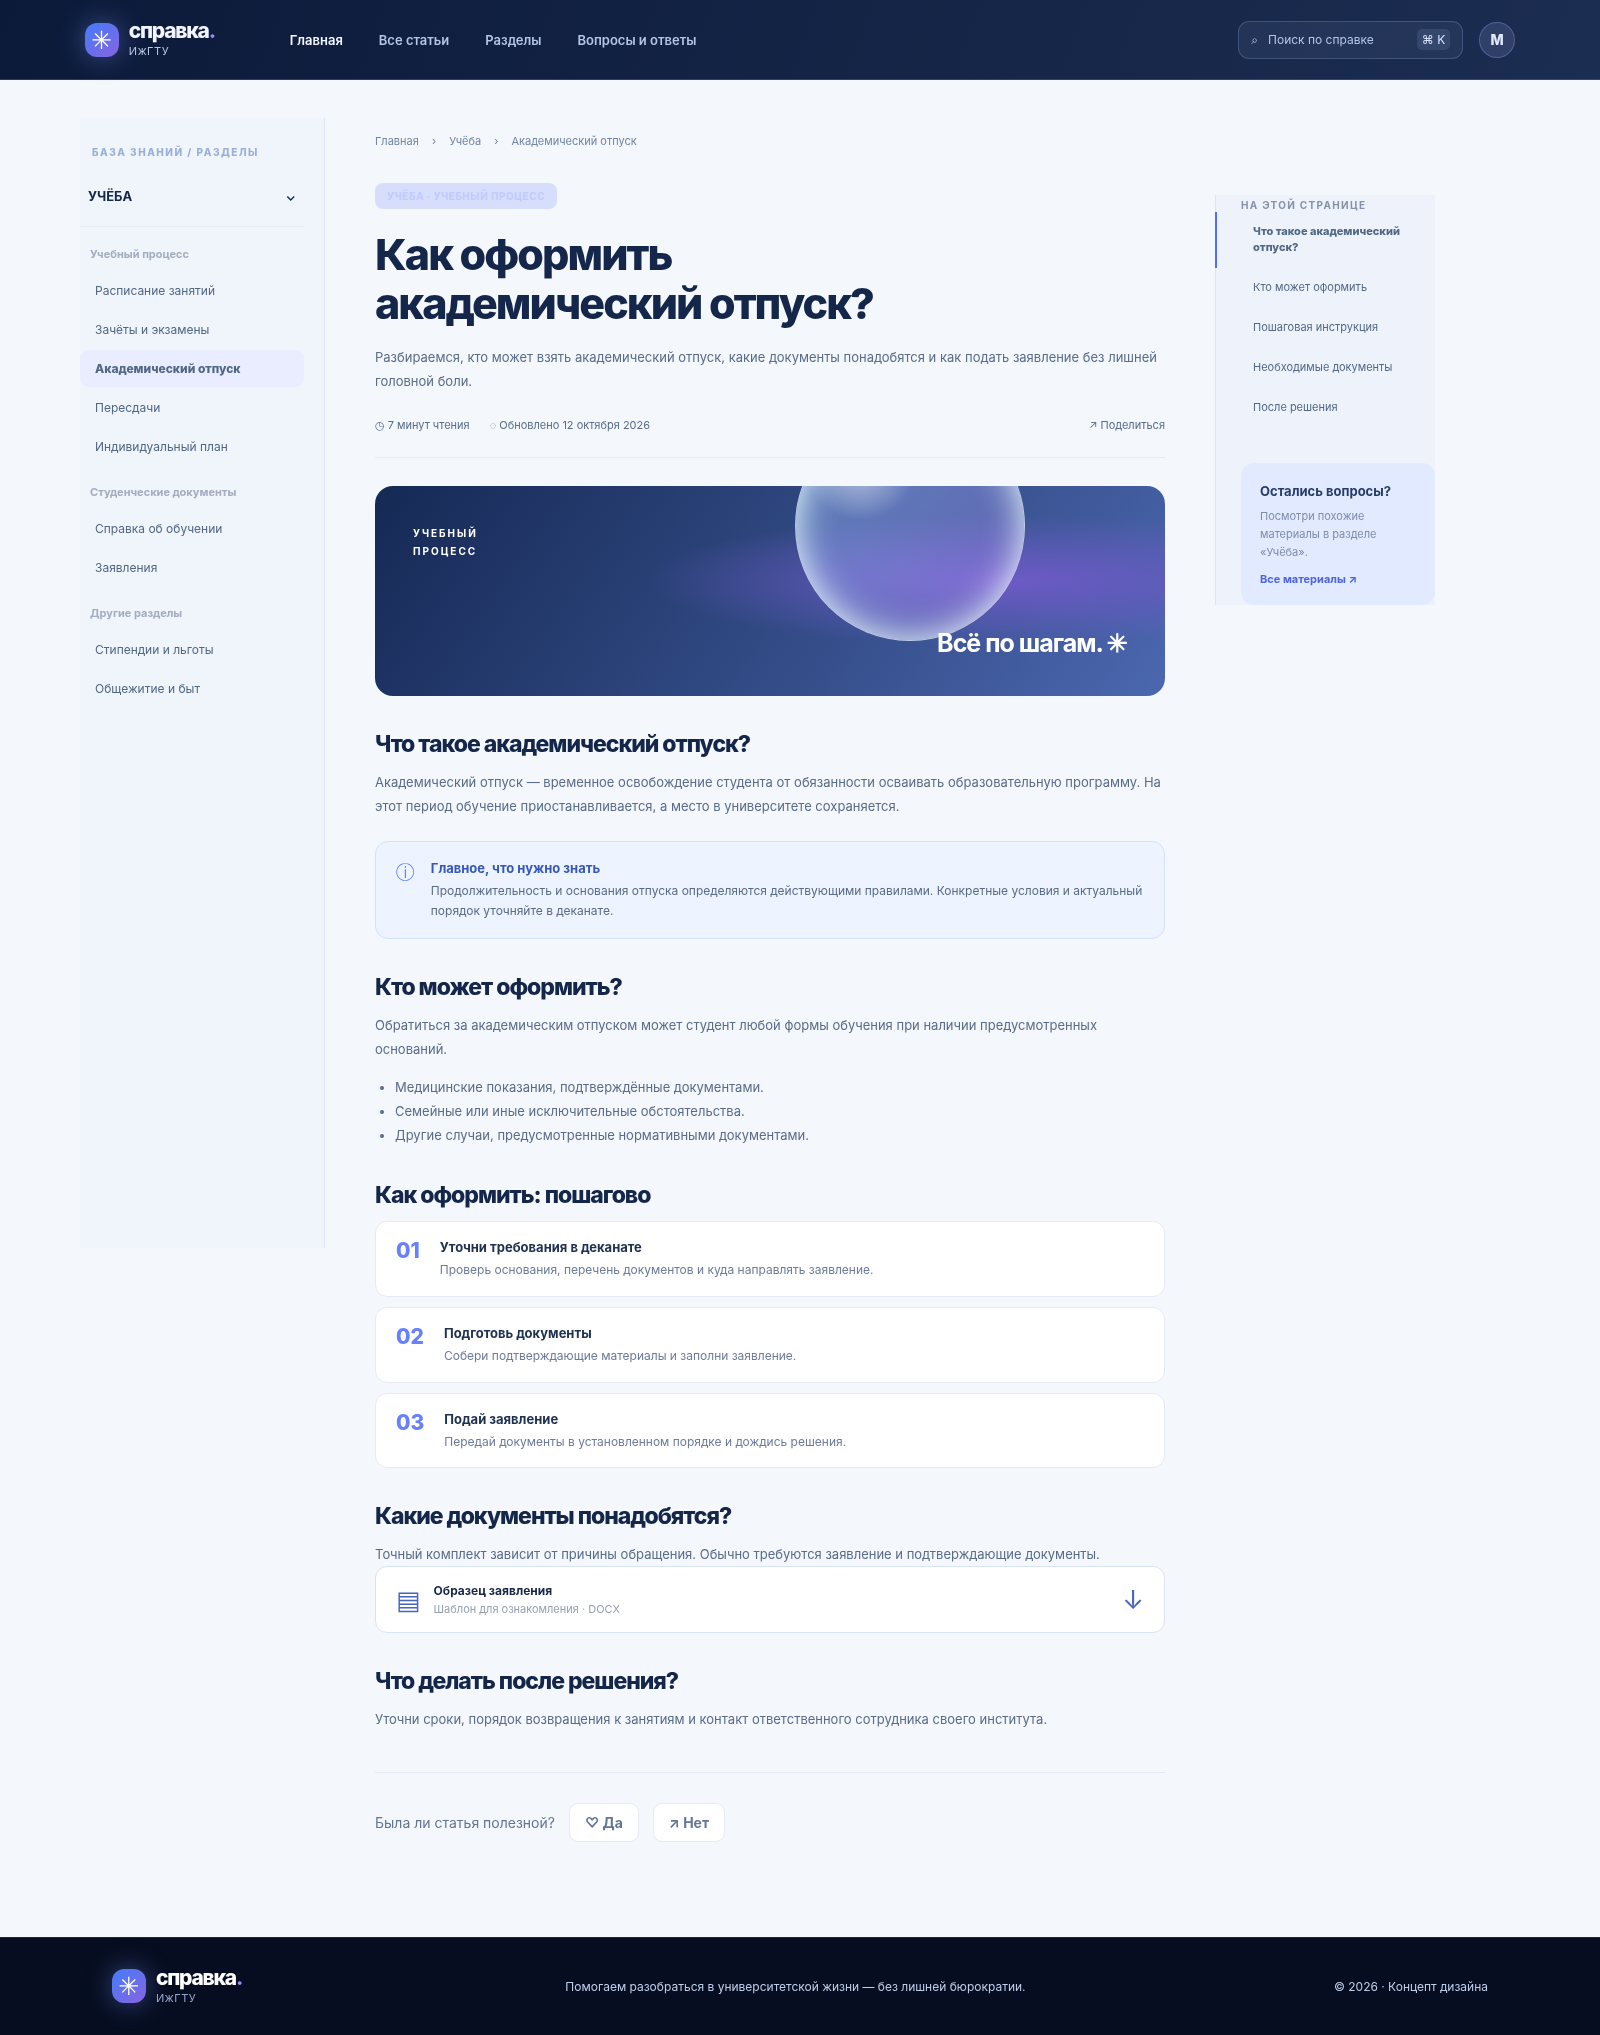 справка.
ИжГТУ
Главная
Все статьи
Разделы
Вопросы и ответы
Поиск по справке
⌘ K
М
БАЗА ЗНАНИЙ / РАЗДЕЛЫ
УЧЁБА
Учебный процесс
Расписание занятий
Зачёты и экзамены
Академический отпуск
Пересдачи
Индивидуальный план
Студенческие документы
Справка об обучении
Заявления
Другие разделы
Стипендии и льготы
Общежитие и быт
Главная › Учёба › Академический отпуск
УЧЁБА · УЧЕБНЫЙ ПРОЦЕСС
Как оформить
академический отпуск?
Разбираемся, кто может взять академический отпуск, какие документы понадобятся и как подать заявление без лишней
головной боли.
◷ 7 минут чтения
○ Обновлено 12 октября 2026
↗ Поделиться
УЧЕБНЫЙ
ПРОЦЕСС
Всё по шагам. ✳
Что такое академический отпуск?
Академический отпуск — временное освобождение студента от обязанности осваивать образовательную программу. На
этот период обучение приостанавливается, а место в университете сохраняется.
ⓘ
Главное, что нужно знать
Продолжительность и основания отпуска определяются действующими правилами. Конкретные условия и актуальный
порядок уточняйте в деканате.
Кто может оформить?
Обратиться за академическим отпуском может студент любой формы обучения при наличии предусмотренных
оснований.
• Медицинские показания, подтверждённые документами.
• Семейные или иные исключительные обстоятельства.
• Другие случаи, предусмотренные нормативными документами.
Как оформить: пошагово
01
Уточни требования в деканате
Проверь основания, перечень документов и куда направлять заявление.
02
Подготовь документы
Собери подтверждающие материалы и заполни заявление.
03
Подай заявление
Передай документы в установленном порядке и дождись решения.
Какие документы понадобятся?
Точный комплект зависит от причины обращения. Обычно требуются заявление и подтверждающие документы.
Образец заявления
Шаблон для ознакомления · DOCX
↓
Что делать после решения?
Уточни сроки, порядок возвращения к занятиям и контакт ответственного сотрудника своего института.
Была ли статья полезной?
♡ Да
↗ Нет
НА ЭТОЙ СТРАНИЦЕ
Что такое академический
отпуск?
Кто может оформить
Пошаговая инструкция
Необходимые документы
После решения
Остались вопросы?
Посмотри похожие
материалы в разделе
«Учёба».
Все материалы ↗
справка.
ИжГТУ
Помогаем разобраться в университетской жизни — без лишней бюрократии.
© 2026 · Концепт дизайна